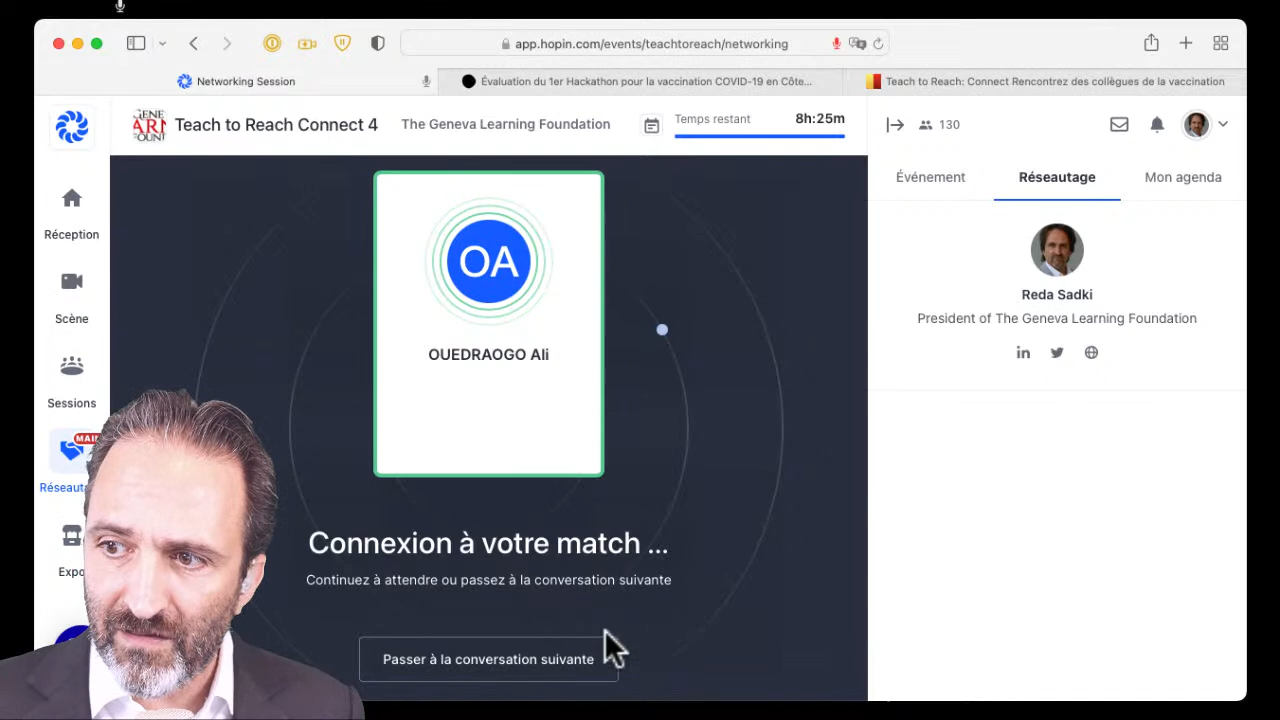 app.hopin.com/events/teachtoreach/networking
Networking Session
Évaluation du 1er Hackathon pour la vaccination COVID-19 en Côte...
Teach to Reach: Connect Rencontrez des collègues de la vaccination
Teach to Reach Connect 4
The Geneva Learning Foundation
Temps restant
8h:25m
130
Réception
Scène
Sessions
Expo
Événement
Réseautage
Mon agenda
Reda Sadki
President of The Geneva Learning Foundation
in
OA
OUEDRAOGO Ali
Connexion à votre match ...
Continuez à attendre ou passez à la conversation suivante
Passer à la conversation suivante